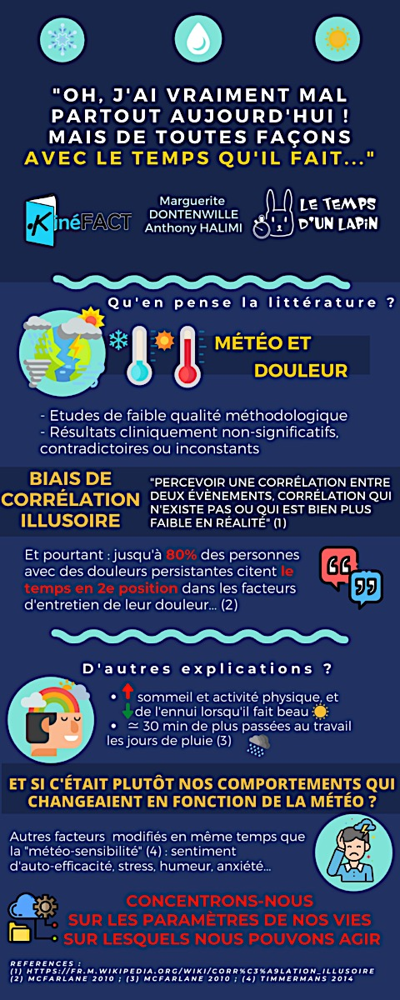 "OH, J'AI VRAIMENT MAL
PARTOUT AUJOURD'HUI !
MAIS DE TOUTES FAÇONS
AVEC LE TEMPS QU'IL FAIT..."
KinéFACT
Marguerite
DONTENWILLE
Anthony HALIMI
LE TEMPS
D'UN LAPIN
Qu'en pense la littérature ?
MÉTÉO ET
DOULEUR
- Etudes de faible qualité méthodologique
- Résultats cliniquement non-significatifs,
contradictoires ou inconstants
BIAIS DE
CORRÉLATION
ILLUSOIRE
"PERCEVOIR UNE CORRÉLATION ENTRE
DEUX ÉVÈNEMENTS, CORRÉLATION QUI
N'EXISTE PAS OU QUI EST BIEN PLUS
FAIBLE EN RÉALITÉ" (1)
Et pourtant : jusqu'à 80% des personnes
avec des douleurs persistantes citent le
temps en 2e position dans les facteurs
d'entretien de leur douleur... (2)
D'autres explications ?
• sommeil et activité physique, et
de l'ennui lorsqu'il fait beau
• ≃ 30 min de plus passées au travail
les jours de pluie (3)
ET SI C'ÉTAIT PLUTÔT NOS COMPORTEMENTS QUI
CHANGEAIENT EN FONCTION DE LA MÉTÉO ?
Autres facteurs modifiés en même temps que
la "météo-sensibilité" (4) : sentiment
d'auto-efficacité, stress, humeur, anxiété...
CONCENTRONS-NOUS
SUR LES PARAMÈTRES DE NOS VIES
SUR LESQUELS NOUS POUVONS AGIR
REFERENCES :
(1) HTTPS://FR.M.WIKIPEDIA.ORG/WIKI/CORR%C3%A9LATION_ILLUSOIRE
(2) MCFARLANE 2010 ; (3) MCFARLANE 2010 ; (4) TIMMERMANS 2014